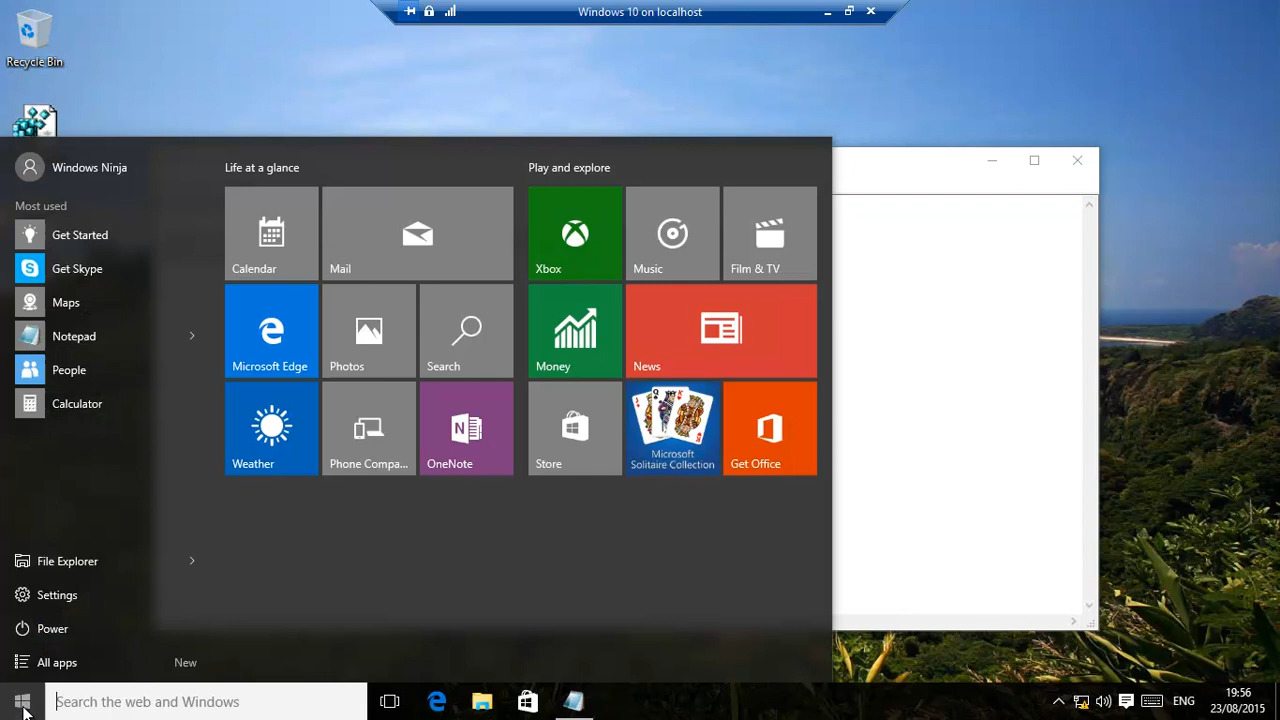 Windows 10 on localhost
Recycle Bin
Windows Ninja
Most used
Get Started
Get Skype
Maps
Notepad
People
Calculator
File Explorer
Settings
Power
All apps
New
Life at a glance
Calendar
Mail
Microsoft Edge
Photos
Search
Weather
Phone Compa...
OneNote
Play and explore
Xbox
Music
Film & TV
Money
News
Store
Microsoft
Solitaire Collection
Get Office
Search the web and Windows
ENG
19:56
23/08/2015